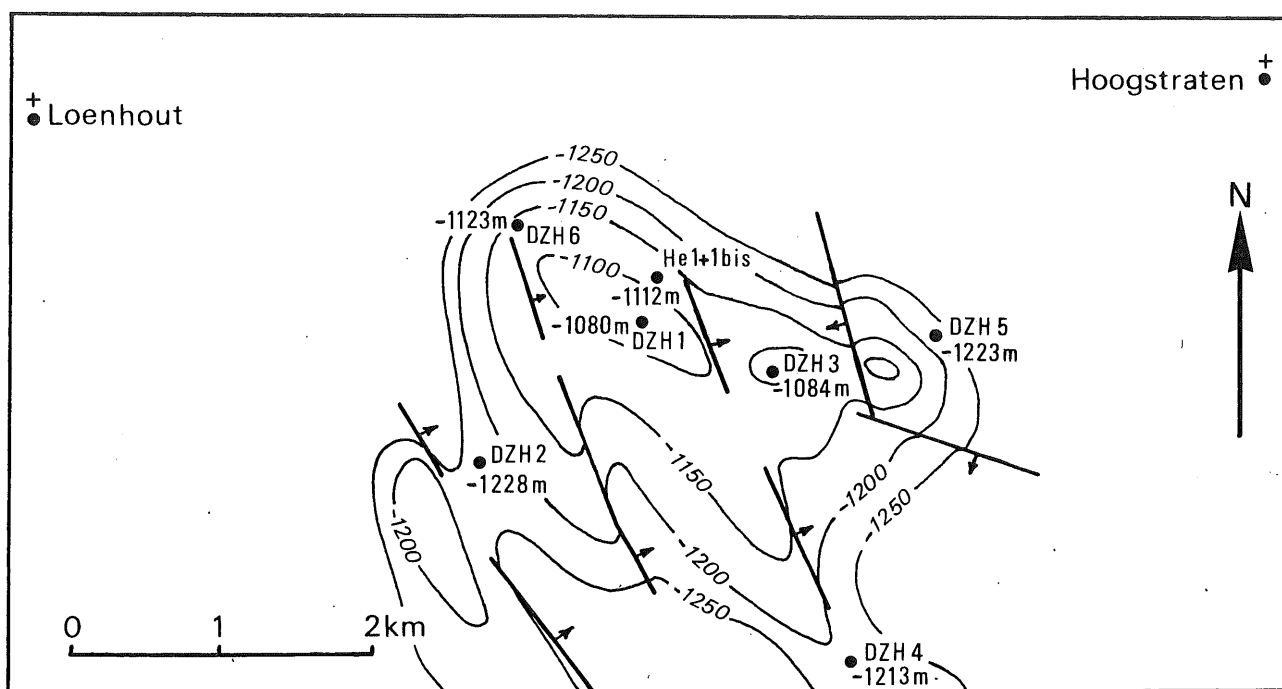 Loenhout
Hoogstraten
N
-1250
-1200
-1150
-1123m
DZH 6
-1100
He1+1bis
-1112m
-1080m
DZH 1
DZH 3
-1084m
DZH 5
-1223m
DZH 2
-1228m
-1150
-1200
-1250
-1200
-1200
-1250
DZH 4
-1213m
0 1 2km